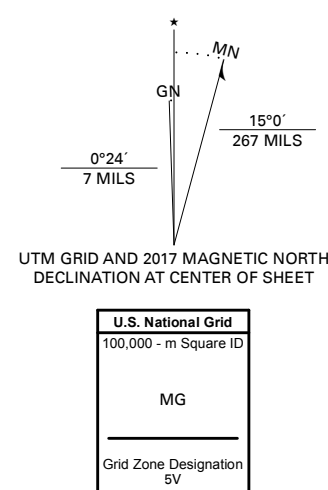 ★
MN
GN
15°0´
267 MILS
0°24´
7 MILS
UTM GRID AND 2017 MAGNETIC NORTH
DECLINATION AT CENTER OF SHEET
U.S. National Grid
100,000 - m Square ID
MG
Grid Zone Designation
5V